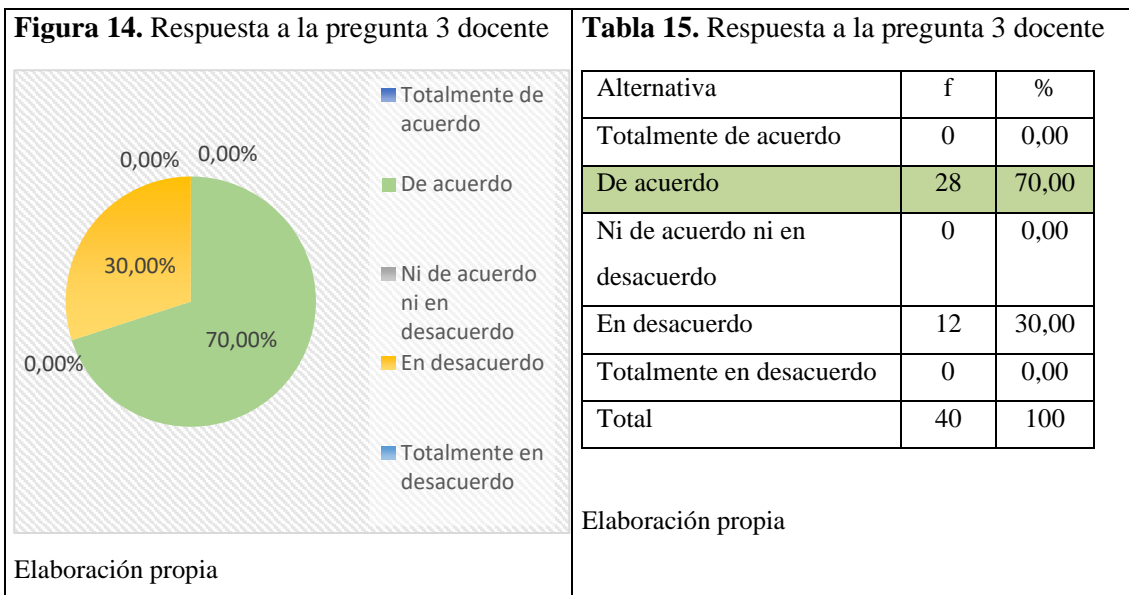 Figura 14. Respuesta a la pregunta 3 docente
0,00%
0,00%
30,00%
70,00%
0,00%
Totalmente de
acuerdo
De acuerdo
Ni de acuerdo
ni en
desacuerdo
En desacuerdo
Totalmente en
desacuerdo
Elaboración propia
Tabla 15. Respuesta a la pregunta 3 docente
Alternativa f %
Totalmente de acuerdo 0 0,00
De acuerdo 28 70,00
Ni de acuerdo ni en 0 0,00
desacuerdo
En desacuerdo 12 30,00
Totalmente en desacuerdo 0 0,00
Total 40 100
Elaboración propia